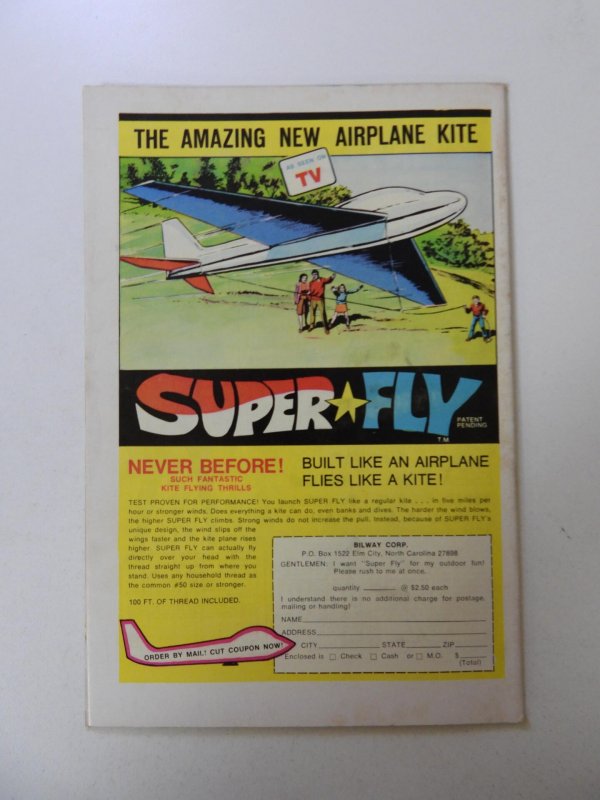 THE AMAZING NEW AIRPLANE KITE
AS SEEN ON
TV
SUPER★FLY
PATENT
PENDING
TM
NEVER BEFORE!
SUCH FANTASTIC
KITE FLYING THRILLS
BUILT LIKE AN AIRPLANE
FLIES LIKE A KITE!
TEST PROVEN FOR PERFORMANCE! You launch SUPER FLY like a regular kite . . . in five miles per
hour or stronger winds. Does everything a kite can do, even banks and dives. The harder the wind blows,
the higher SUPER FLY climbs. Strong winds do not increase the pull. Instead, because of SUPER FLY's
unique design, the wind slips off the
wings faster and the kite plane rises
higher. SUPER FLY can actually fly
directly over your head with the
thread straight up from where you
stand. Uses any household thread as
the common #50 size or stronger.
100 FT. OF THREAD INCLUDED.
ORDER BY MAIL! CUT COUPON NOW!
BILWAY CORP.
P.O. Box 1522 Elm City, North Carolina 27898
GENTLEMEN: I want "Super Fly" for my outdoor fun!
Please rush to me at once.
quantity ______ @ $2.50 each
I understand there is no additional charge for postage,
mailing or handling!
NAME
ADDRESS
CITY STATE ZIP
Enclosed is □ Check □ Cash or □ M.O. $
(Total)